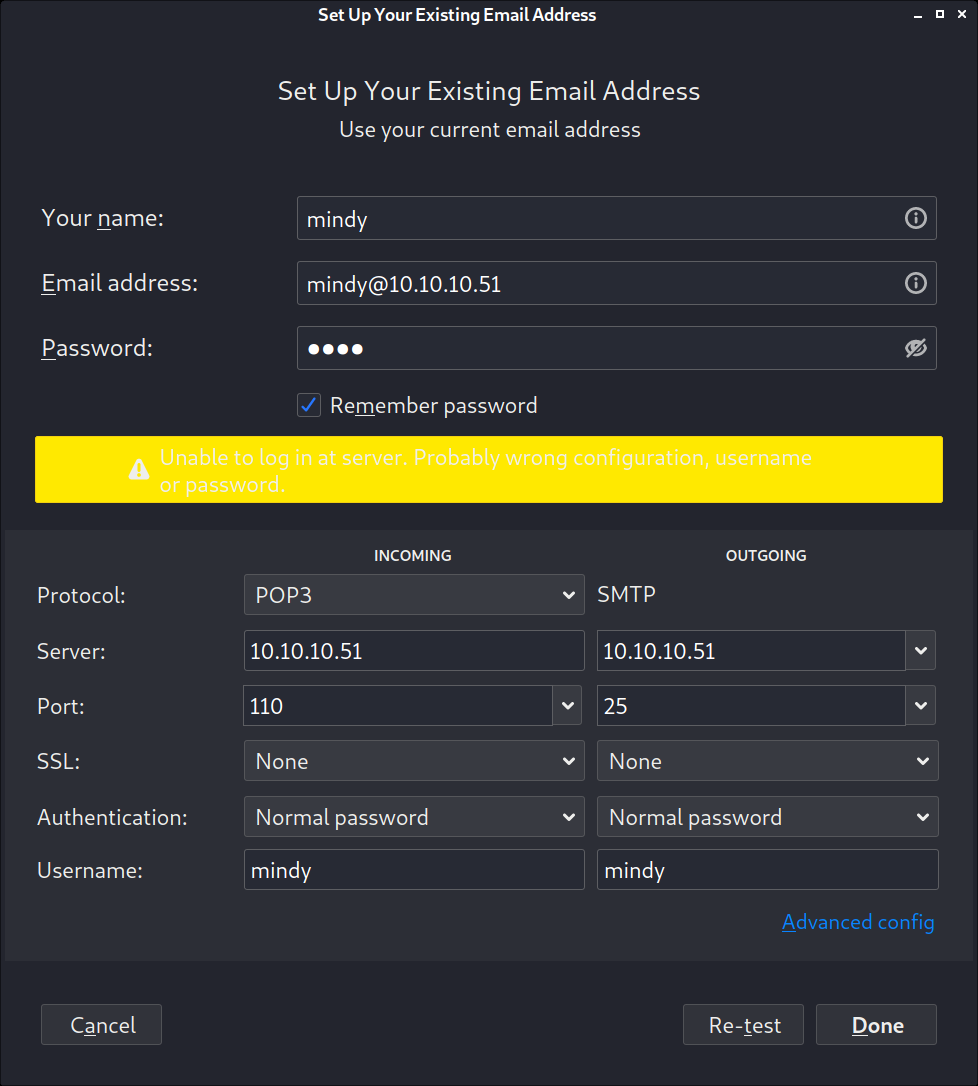 Set Up Your Existing Email Address
Set Up Your Existing Email Address
Use your current email address
Your name:
mindy
Email address:
mindy@10.10.10.51
Password:
●●●●
Remember password
Unable to log in at server. Probably wrong configuration, username
or password.
INCOMING OUTGOING
Protocol: POP3 SMTP
Server: 10.10.10.51 10.10.10.51
Port: 110 25
SSL: None None
Authentication: Normal password Normal password
Username: mindy mindy
Advanced config
Cancel Re-test Done